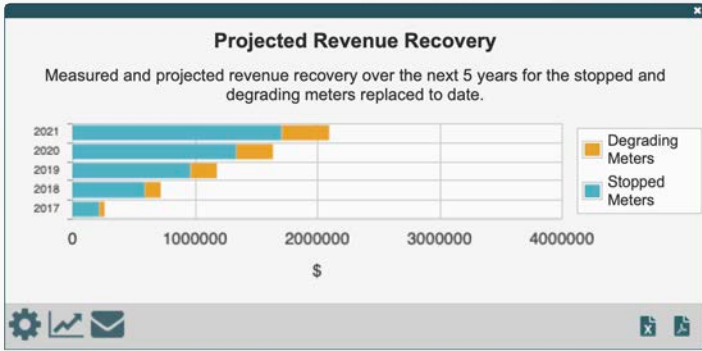 Projected Revenue Recovery
Measured and projected revenue recovery over the next 5 years for the stopped and
degrading meters replaced to date.
2021
2020
2019
2018
2017
0 1000000 2000000 3000000 4000000
$
Degrading
Meters
Stopped
Meters